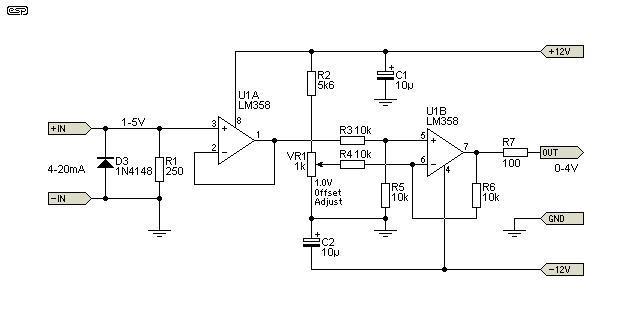 esp
+12V
R2
5k6
C1
10µ
U1A
LM358
8
U1B
LM358
+IN
1-5V
3
+
1
2
−
R3 10k
5
+
7
R7
100
OUT
4-20mA
D3
1N4148
R1
250
VR1
1k
R4 10k
6
−
4
0-4V
−IN
1.0V
Offset
Adjust
R5
10k
R6
10k
GND
+
C2
10µ
−12V
+